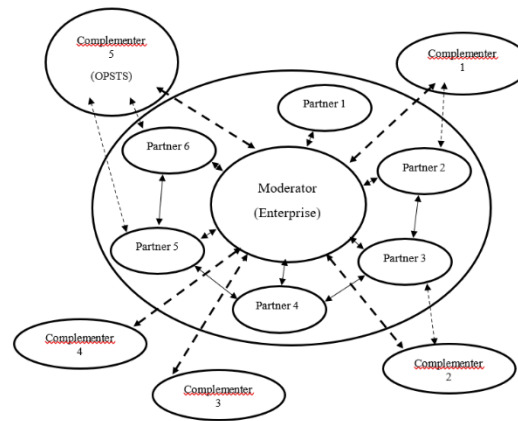 Complementer
5
(OPSTS)
Complementer
1
Partner 1
Partner 6
Partner 2
Moderator
(Enterprise)
Partner 5
Partner 3
Partner 4
Complementer
4
Complementer
2
Complementer
3